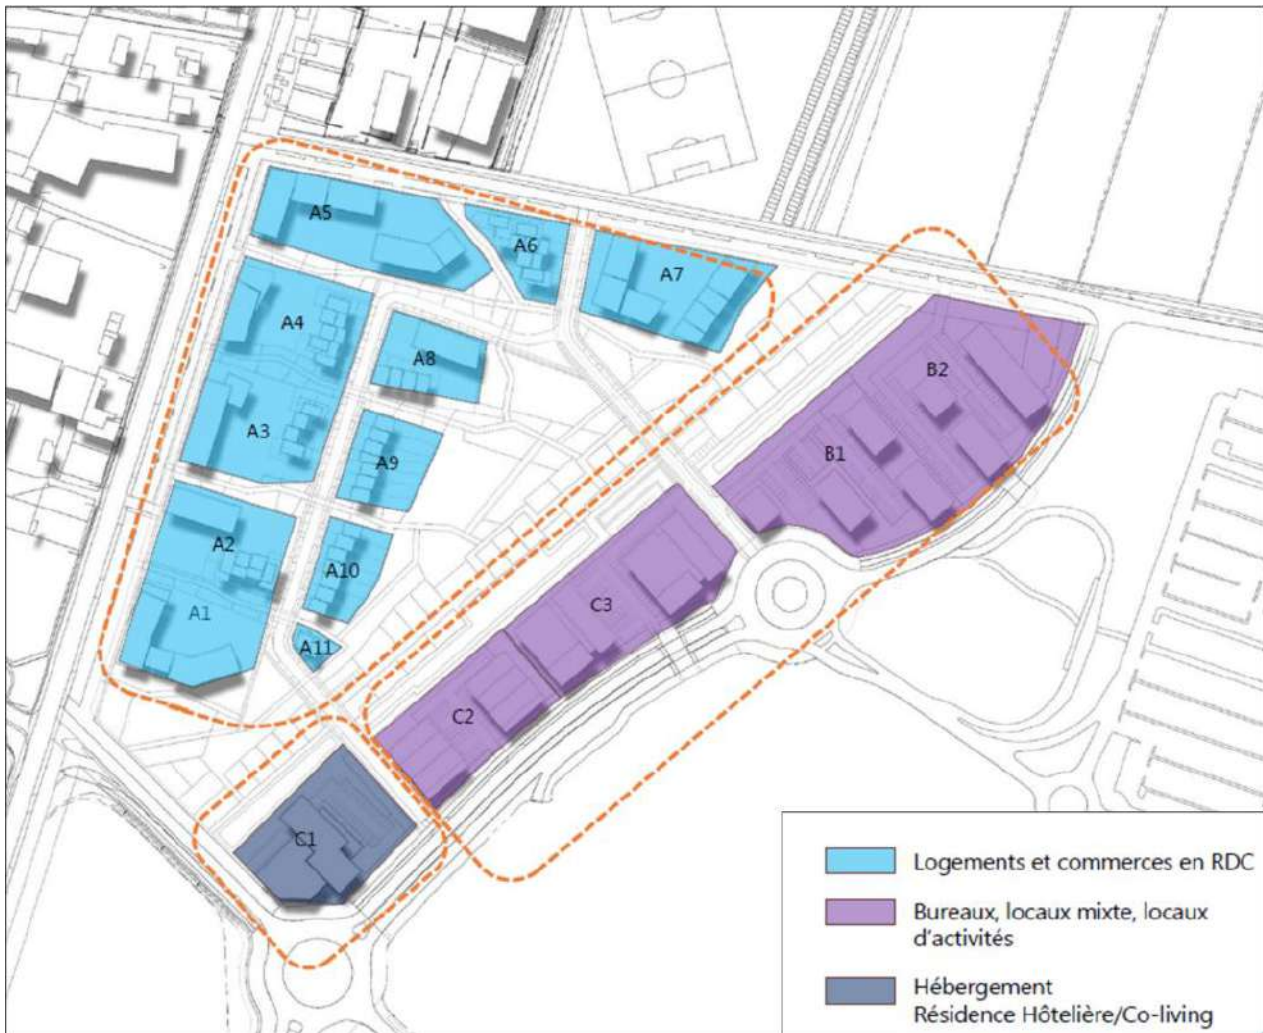 A5
A6
A7
A4
A8
B2
A3
A9
B1
A2
A10
A1
A11
C3
C2
C1
Logements et commerces en RDC
Bureaux, locaux mixte, locaux
d'activités
Hébergement
Résidence Hôtelière/Co-living